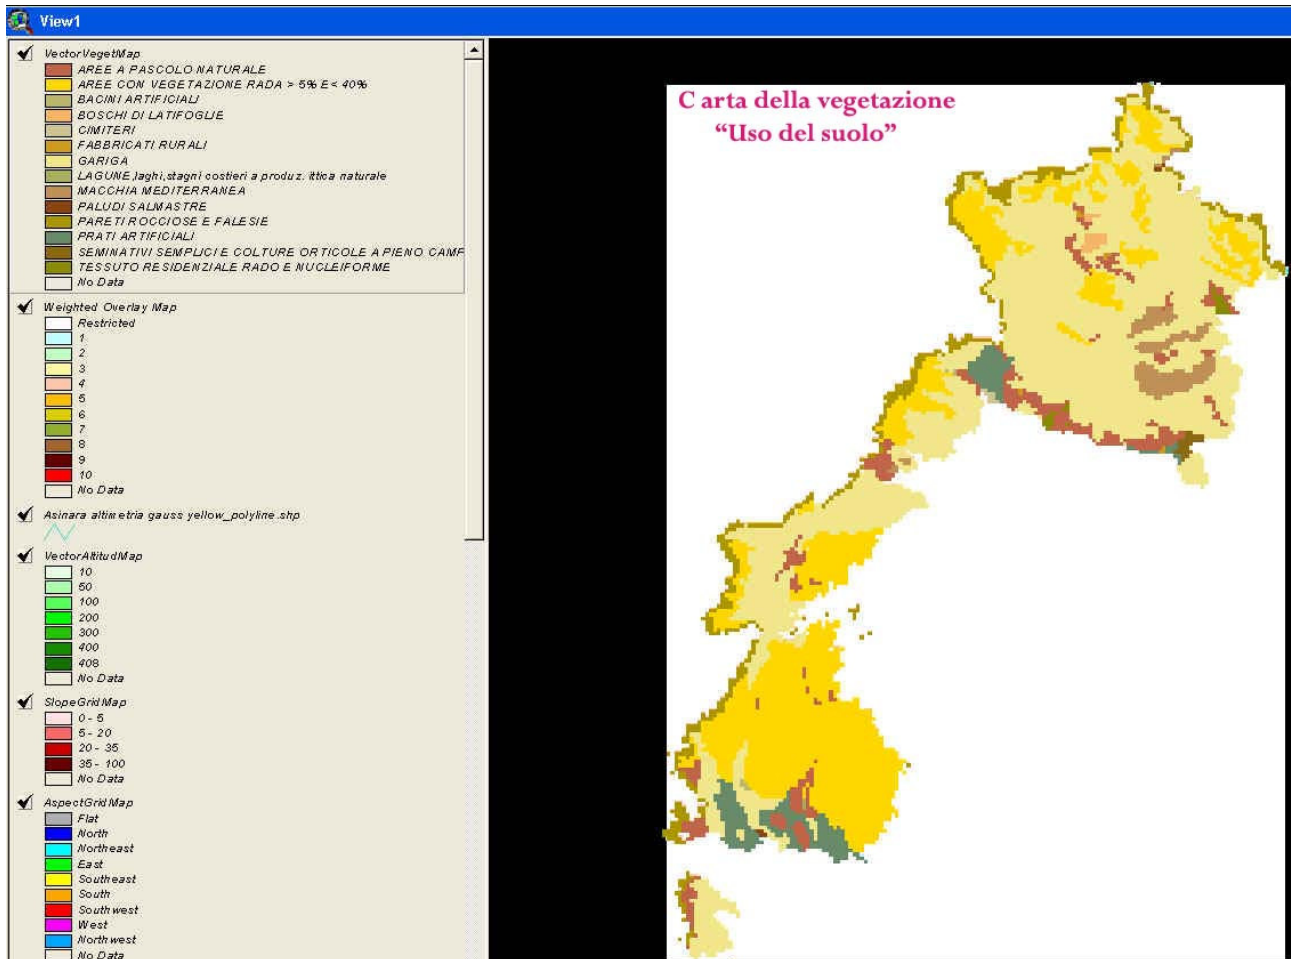 View1
VectorVegetMap
AREE A PASCOLO NATURALE
AREE CON VEGETAZIONE RADA > 5% E < 40%
BACINI ARTIFICIALI
BOSCHI DI LATIFOGLIE
CIMITERI
FABBRICATI RURALI
GARIGA
LAGUNE,laghi,stagni costieri a produz. ittica naturale
MACCHIA MEDITERRANEA
PALUDI SALMASTRE
PARETI ROCCIOSE E FALESIE
PRATI ARTIFICIALI
SEMINATIVI SEMPLICI E COLTURE ORTICOLE A PIENO CAMP
TESSUTO RESIDENZIALE RADO E NUCLEIFORME
No Data
Weighted Overlay Map
Restricted
1
2
3
4
5
6
7
8
9
10
No Data
Asinara altimetria gauss yellow_polyline.shp
VectorAltitudMap
10
50
100
200
300
400
408
No Data
SlopeGridMap
0 - 5
5 - 20
20 - 35
35 - 100
No Data
AspectGridMap
Flat
North
Northeast
East
Southeast
South
Southwest
West
Northwest
No Data
Carta della vegetazione
“Uso del suolo”